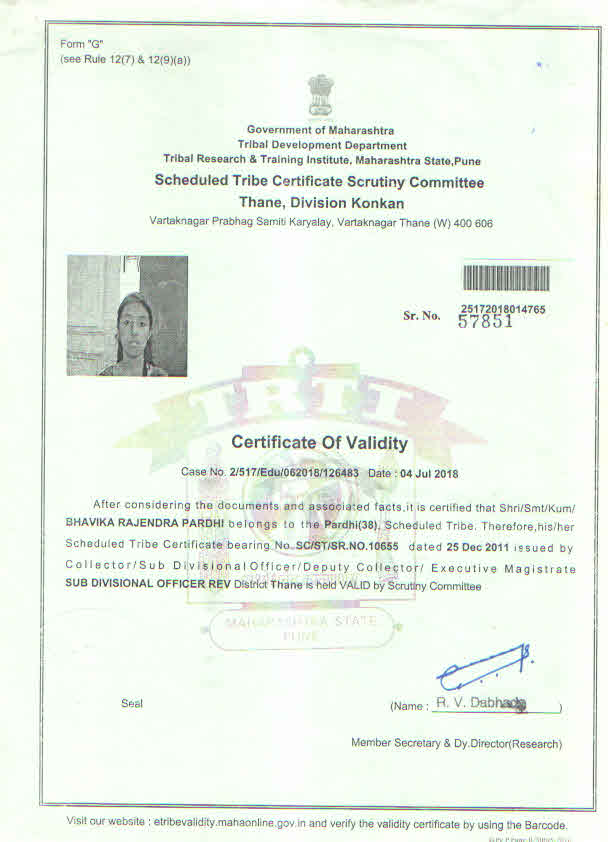 Form "G"
(see Rule 12(7) & 12(9)(a))
Government of Maharashtra
Tribal Development Department
Tribal Research & Training Institute, Maharashtra State,Pune
Scheduled Tribe Certificate Scrutiny Committee
Thane, Division Konkan
Vartaknagar Prabhag Samiti Karyalay, Vartaknagar Thane (W) 400 606
25172018014765
Sr. No. 57851
TRTI
Certificate Of Validity
Case No. 2/517/Edu/062018/126483 Date : 04 Jul 2018
After considering the documents and associated facts,it is certified that Shri/Smt/Kum/
BHAVIKA RAJENDRA PARDHI belongs to the Pardhi(38), Scheduled Tribe. Therefore,his/her
Scheduled Tribe Certificate bearing No.SC/ST/SR.NO.10655 dated 25 Dec 2011 issued by
Collector/Sub Divisional Officer/Deputy Collector/ Executive Magistrate
SUB DIVISIONAL OFFICER REV District Thane is held VALID by Scrutiny Committee
MAHARASHTRA STATE
PUNE
Seal
(Name : R. V. Dabhade )
Member Secretary & Dy.Director(Research)
Visit our website : etribevalidity.mahaonline.gov.in and verify the validity certificate by using the Barcode.